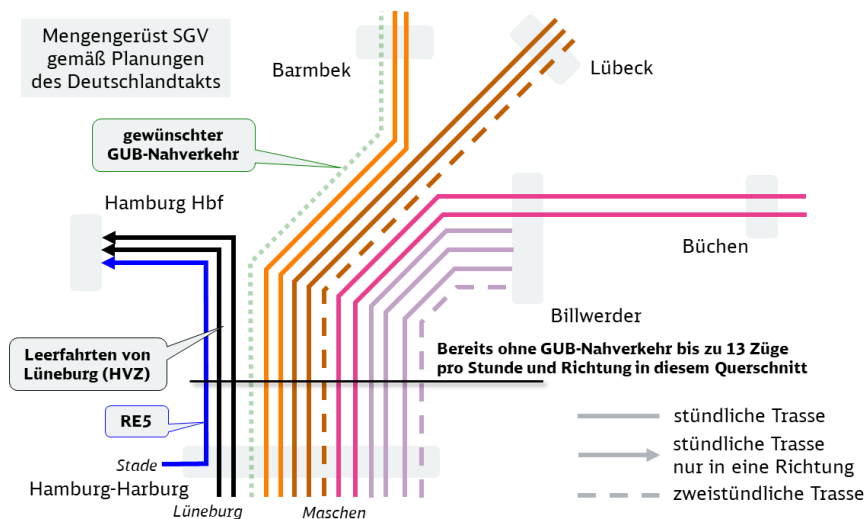 Mengengerüst SGV
gemäß Planungen
des Deutschlandtakts
Barmbek
Lübeck
gewünschter
GUB-Nahverkehr
Hamburg Hbf
Büchen
Billwerder
Leerfahrten von
Lüneburg (HVZ)
Bereits ohne GUB-Nahverkehr bis zu 13 Züge
pro Stunde und Richtung in diesem Querschnitt
RE5
stündliche Trasse
stündliche Trasse
nur in eine Richtung
zweistündliche Trasse
Stade
Hamburg-Harburg
Lüneburg
Maschen